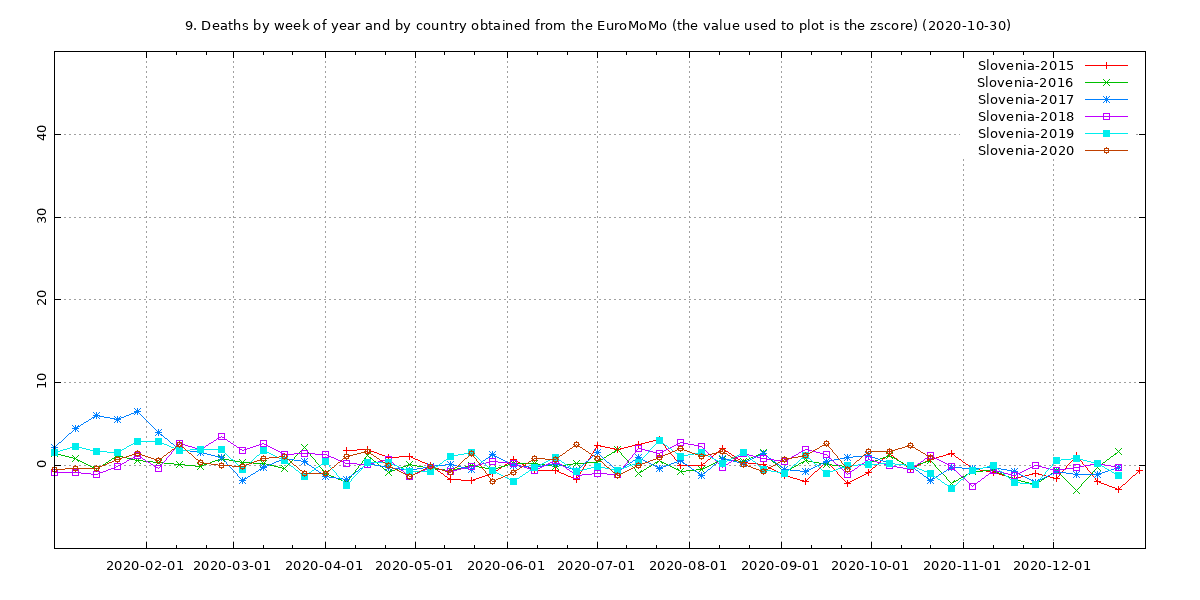 9. Deaths by week of year and by country obtained from the EuroMoMo (the value used to plot is the zscore) (2020-10-30)
Slovenia-2015
Slovenia-2016
Slovenia-2017
Slovenia-2018
Slovenia-2019
Slovenia-2020
40
30
20
10
0
2020-02-01 2020-03-01 2020-04-01 2020-05-01 2020-06-01 2020-07-01 2020-08-01 2020-09-01 2020-10-01 2020-11-01 2020-12-01